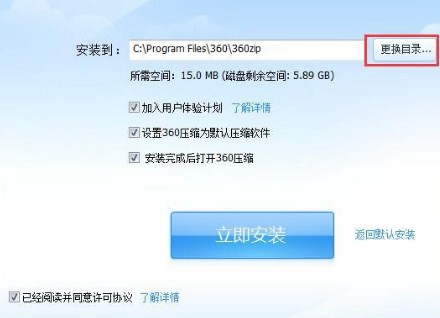 安装到： C:\Program Files\360\360zip 更换目录...
所需空间：15.0 MB (磁盘剩余空间: 5.89 GB)
加入用户体验计划 了解详情
设置360压缩为默认压缩软件
安装完成后打开360压缩
立即安装 返回默认安装
已经阅读并同意许可协议 了解详情